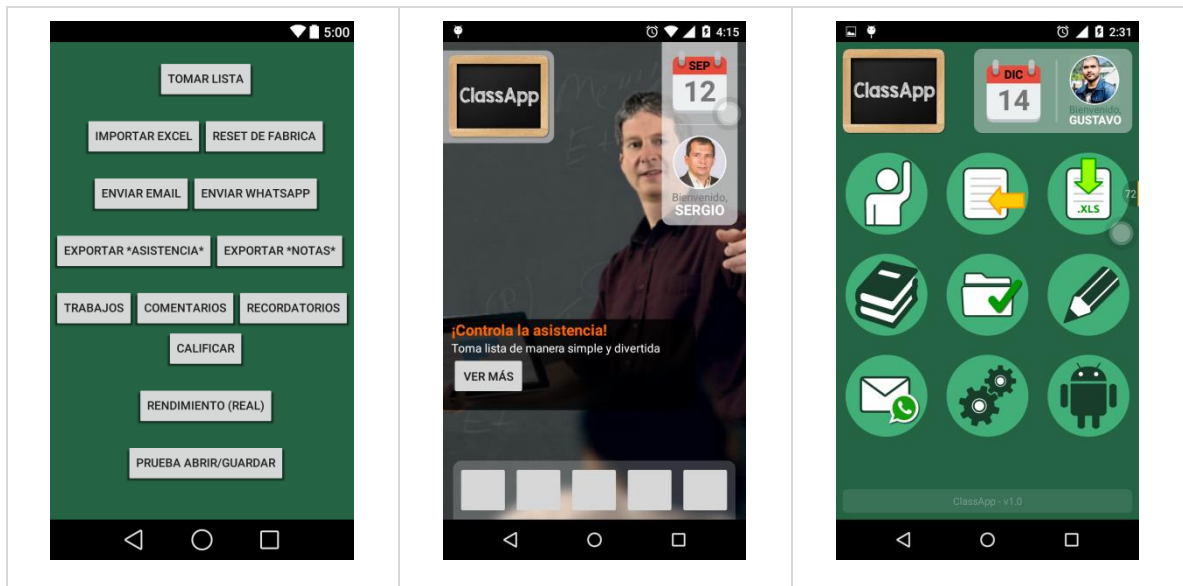 5:00
TOMAR LISTA
IMPORTAR EXCEL RESET DE FABRICA
ENVIAR EMAIL ENVIAR WHATSAPP
EXPORTAR *ASISTENCIA* EXPORTAR *NOTAS*
TRABAJOS COMENTARIOS RECORDATORIOS
CALIFICAR
RENDIMIENTO (REAL)
PRUEBA ABRIR/GUARDAR
4:15
ClassApp
SEP
12
Bienvenido,
SERGIO
¡Controla la asistencia!
Toma lista de manera simple y divertida
VER MÁS
2:31
ClassApp
DIC
14
Bienvenido,
GUSTAVO
.XLS
72
ClassApp - v1.0